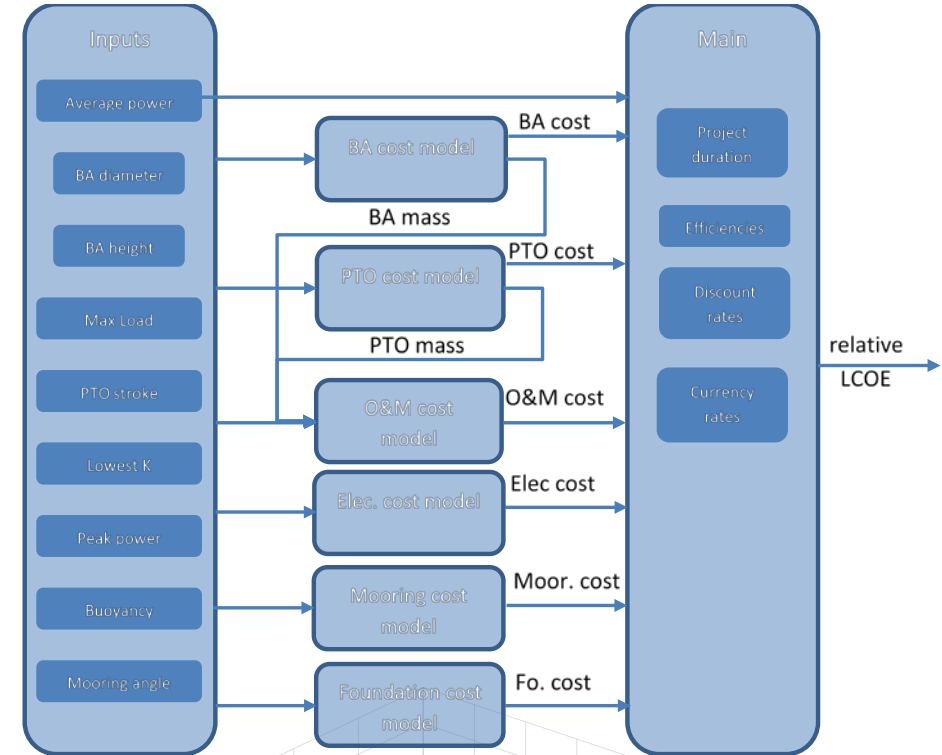 Inputs
Average power
BA diameter
BA height
Max Load
PTO stroke
Lowest K
Peak power
Buoyancy
Mooring angle
BA cost model
BA mass
PTO cost model
PTO mass
O&M cost
model
Elec. cost model
Mooring cost
model
Foundation cost
model
BA cost
PTO cost
O&M cost
Elec cost
Moor. cost
Fo. cost
Main
Project
duration
Efficiencies
Discount
rates
Currency
rates
relative
LCOE